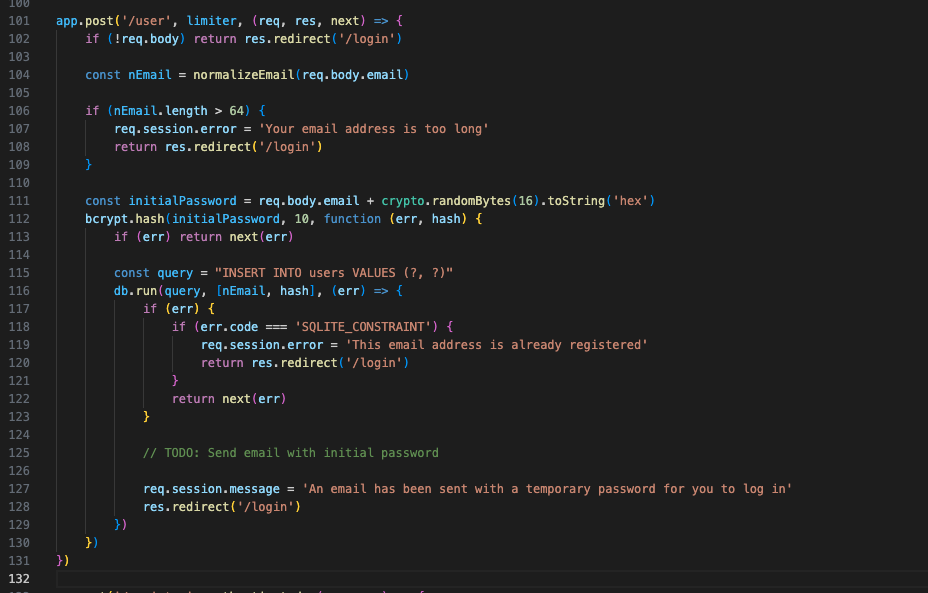 100
101 app.post('/user', limiter, (req, res, next) => {
102     if (!req.body) return res.redirect('/login')
103
104     const nEmail = normalizeEmail(req.body.email)
105
106     if (nEmail.length > 64) {
107         req.session.error = 'Your email address is too long'
108         return res.redirect('/login')
109     }
110
111     const initialPassword = req.body.email + crypto.randomBytes(16).toString('hex')
112     bcrypt.hash(initialPassword, 10, function (err, hash) {
113         if (err) return next(err)
114
115         const query = "INSERT INTO users VALUES (?, ?)"
116         db.run(query, [nEmail, hash], (err) => {
117             if (err) {
118                 if (err.code === 'SQLITE_CONSTRAINT') {
119                     req.session.error = 'This email address is already registered'
120                     return res.redirect('/login')
121                 }
122                 return next(err)
123             }
124
125             // TODO: Send email with initial password
126
127             req.session.message = 'An email has been sent with a temporary password for you to log in'
128             res.redirect('/login')
129         })
130     })
131 })
132